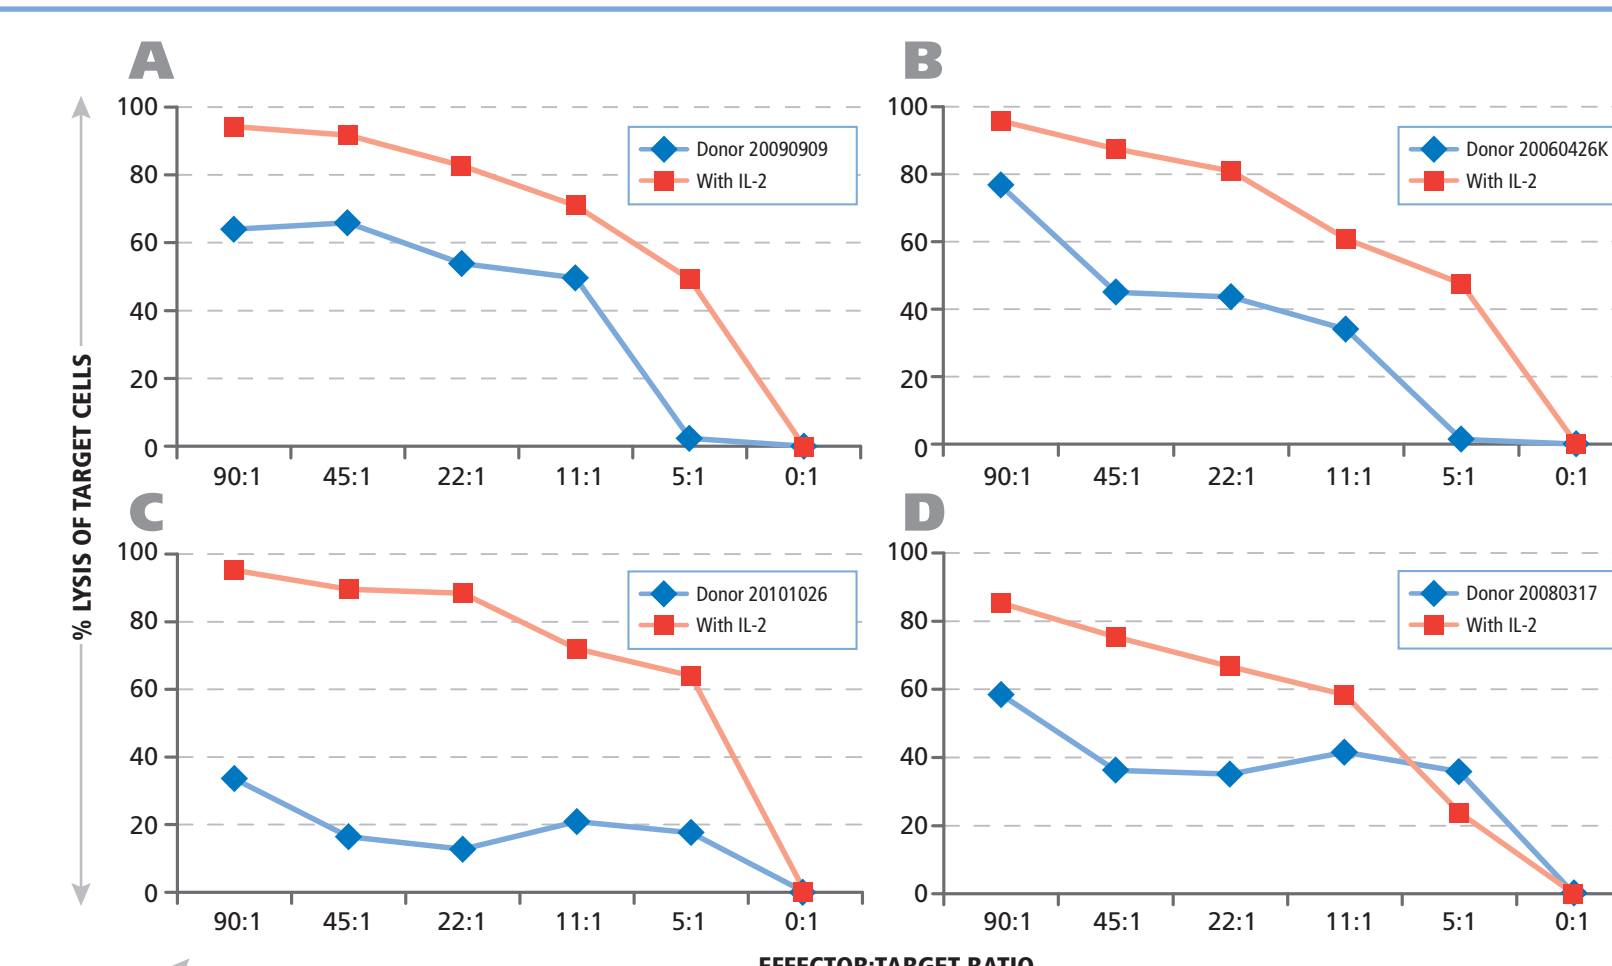 A
B
100
80
60
40
20
0
Donor 20090909
With IL-2
90:1 45:1 22:1 11:1 5:1 0:1
100
80
60
40
20
0
Donor 20060426K
With IL-2
90:1 45:1 22:1 11:1 5:1 0:1
% LYSIS OF TARGET CELLS
C
D
100
80
60
40
20
0
Donor 20101026
With IL-2
90:1 45:1 22:1 11:1 5:1 0:1
100
80
60
40
20
0
Donor 20080317
With IL-2
90:1 45:1 22:1 11:1 5:1 0:1
EFFECTOR:TARGET RATIO